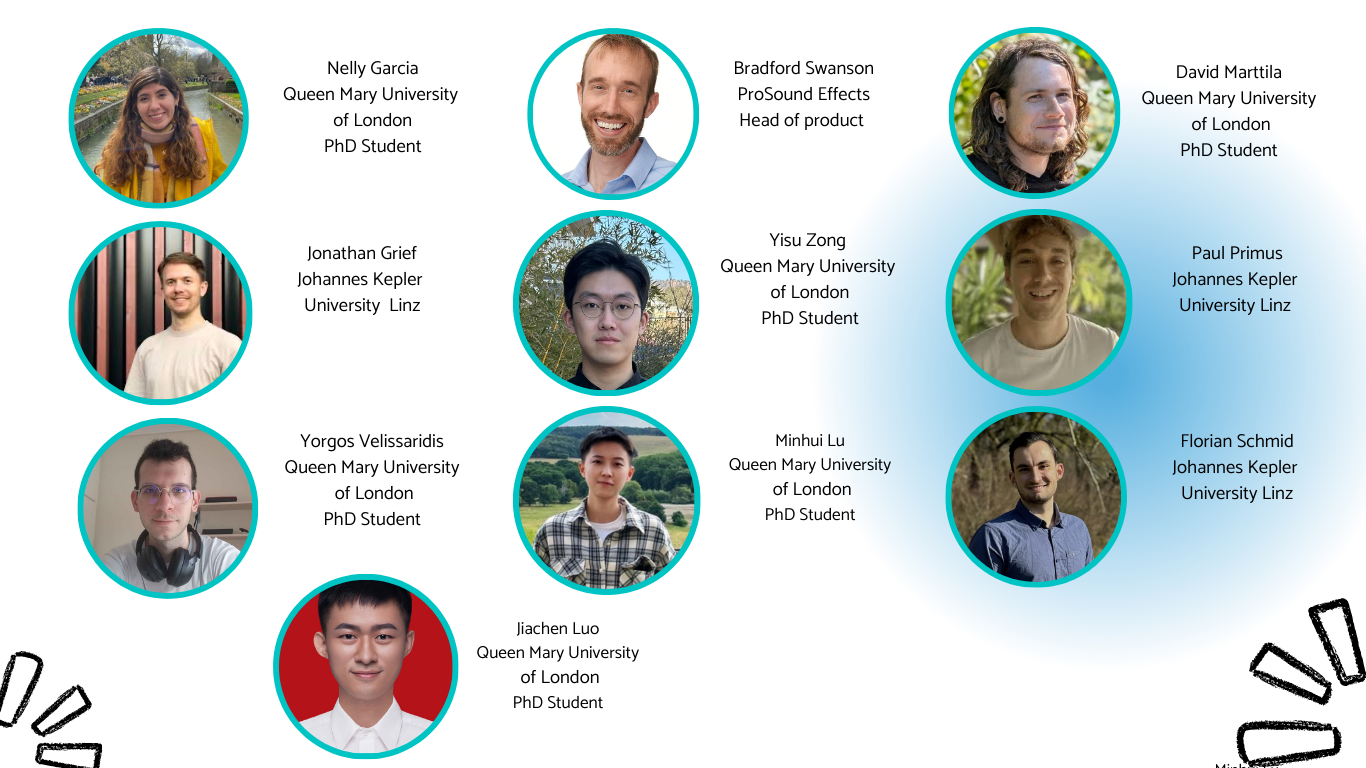 Nelly Garcia
Queen Mary University
of London
PhD Student
Bradford Swanson
ProSound Effects
Head of product
David Marttila
Queen Mary University
of London
PhD Student
Jonathan Grief
Johannes Kepler
University Linz
Yisu Zong
Queen Mary University
of London
PhD Student
Paul Primus
Johannes Kepler
University Linz
Yorgos Velissaridis
Queen Mary University
of London
PhD Student
Minhui Lu
Queen Mary University
of London
PhD Student
Florian Schmid
Johannes Kepler
University Linz
Jiachen Luo
Queen Mary University
of London
PhD Student